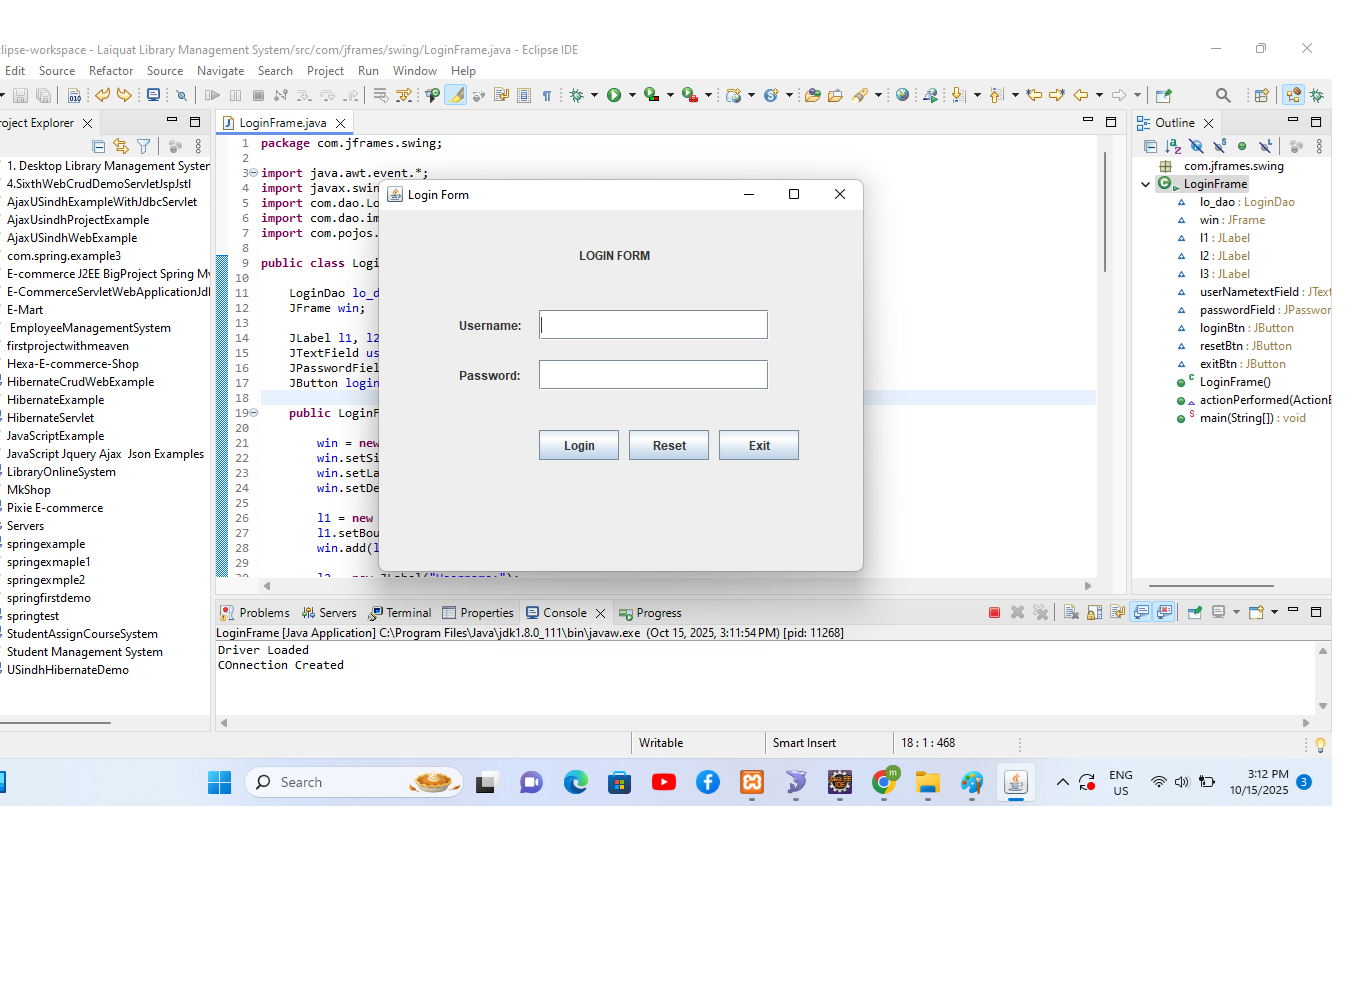 clipse-workspace - Laiquat Library Management System/src/com/jframes/swing/LoginFrame.java - Eclipse IDE
Edit Source Refactor Source Navigate Search Project Run Window Help
roject Explorer
LoginFrame.java
Outline
1. Desktop Library Management System
4.SixthWebCrudDemoServletJspJstl
AjaxUSindhExampleWithJdbcServlet
AjaxUsindhProjectExample
AjaxUSindhWebExample
com.spring.example3
E-commerce J2EE BigProject Spring Mv
E-CommerceServletWebApplicationJdl
E-Mart
EmployeeManagementSystem
firstprojectwithmeaven
Hexa-E-commerce-Shop
HibernateCrudWebExample
HibernateExample
HibernateServlet
JavaScriptExample
JavaScript Jquery Ajax Json Examples
LibraryOnlineSystem
MkShop
Pixie E-commerce
Servers
springexample
springexmaple1
springexmple2
springfirstdemo
springtest
StudentAssignCourseSystem
Student Management System
USindhHibernateDemo
1 package com.jframes.swing;
2
3 import java.awt.event.*;
4 import javax.swin
5 import com.dao.Lo
6 import com.dao.im
7 import com.pojos.
8
9 public class Logi
10
11 LoginDao lo_d
12 JFrame win;
13
14 JLabel l1, l2
15 JTextField us
16 JPasswordFiel
17 JButton login
18
19 public LoginF
20
21 win = new
22 win.setSi
23 win.setLa
24 win.setDe
25
26 l1 = new
27 l1.setBou
28 win.add(l
29
30 l2 = new JLabel("Username:");
Login Form
LOGIN FORM
Username:
Password:
Login Reset Exit
com.jframes.swing
LoginFrame
lo_dao : LoginDao
win : JFrame
l1 : JLabel
l2 : JLabel
l3 : JLabel
userNametextField : JText
passwordField : JPasswor
loginBtn : JButton
resetBtn : JButton
exitBtn : JButton
LoginFrame()
actionPerformed(ActionE
main(String[]) : void
Problems Servers Terminal Properties Console Progress
LoginFrame [Java Application] C:\Program Files\Java\jdk1.8.0_111\bin\javaw.exe (Oct 15, 2025, 3:11:54 PM) [pid: 11268]
Driver Loaded
COnnection Created
Writable Smart Insert 18 : 1 : 468
Search
ENG
US
3:12 PM
10/15/2025
3